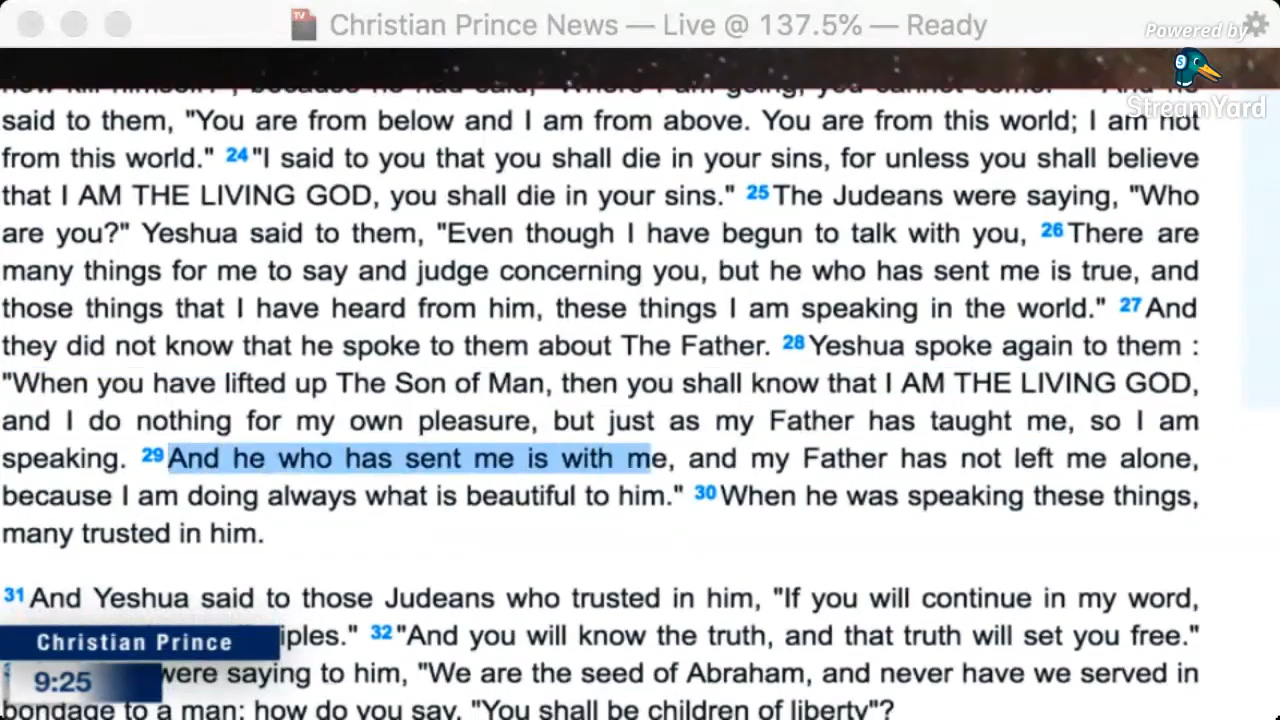 Christian Prince News — Live @ 137.5% — Ready
Powered by
StreamYard
said to them, "You are from below and I am from above. You are from this world; I am not
from this world." 24 "I said to you that you shall die in your sins, for unless you shall believe
that I AM THE LIVING GOD, you shall die in your sins." 25 The Judeans were saying, "Who
are you?" Yeshua said to them, "Even though I have begun to talk with you, 26 There are
many things for me to say and judge concerning you, but he who has sent me is true, and
those things that I have heard from him, these things I am speaking in the world." 27 And
they did not know that he spoke to them about The Father. 28 Yeshua spoke again to them :
"When you have lifted up The Son of Man, then you shall know that I AM THE LIVING GOD,
and I do nothing for my own pleasure, but just as my Father has taught me, so I am
speaking. 29 And he who has sent me is with me, and my Father has not left me alone,
because I am doing always what is beautiful to him." 30 When he was speaking these things,
many trusted in him.
31 And Yeshua said to those Judeans who trusted in him, "If you will continue in my word,
iples." 32 "And you will know the truth, and that truth will set you free."
were saying to him, "We are the seed of Abraham, and never have we served in
bondage to a man; how do you say, "You shall be children of liberty"?
Christian Prince
9:25